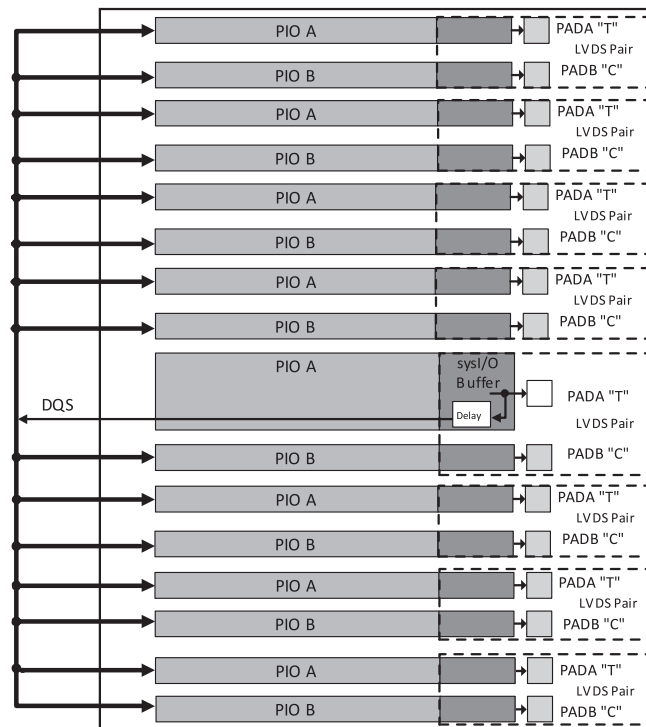 PIO A PADA "T"
LVDS Pair
PIO B PADB "C"
PIO A PADA "T"
LVDS Pair
PIO B PADB "C"
PIO A PADA "T"
LVDS Pair
PIO B PADB "C"
PIO A PADA "T"
LVDS Pair
PIO B PADB "C"
PIO A sysI/O
Buffer
PADA "T"
DQS Delay
LVDS Pair
PIO B PADB "C"
PIO A PADA "T"
LVDS Pair
PIO B PADB "C"
PIO A PADA "T"
LVDS Pair
PIO B PADB "C"
PIO A PADA "T"
LVDS Pair
PIO B PADB "C"